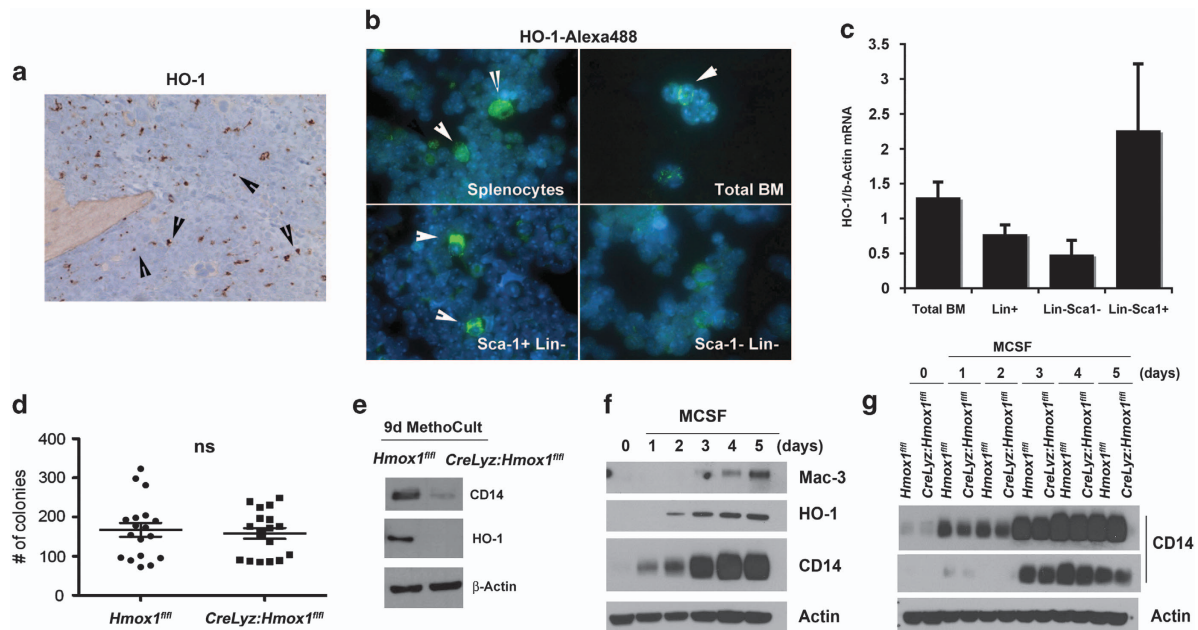 a
HO-1
b
HO-1-Alexa488
Splenocytes
Total BM
Sca-1+ Lin-
Sca-1- Lin-
c
HO-1/b-Actin mRNA
3.5
3
2.5
2
1.5
1
0.5
0
Total BM
Lin+
Lin-Sca1-
Lin-Sca1+
d
ns
# of colonies
400
300
200
100
0
Hmox1fl/fl
CreLyz:Hmox1fl/fl
e
9d MethoCult
Hmox1fl/fl
CreLyz:Hmox1fl/fl
CD14
HO-1
β-Actin
f
MCSF
0 1 2 3 4 5 (days)
Mac-3
HO-1
CD14
Actin
g
MCSF
0 1 2 3 4 5 (days)
Hmox1fl/fl
CreLyz:Hmox1fl/fl
Hmox1fl/fl
CreLyz:Hmox1fl/fl
Hmox1fl/fl
CreLyz:Hmox1fl/fl
Hmox1fl/fl
CreLyz:Hmox1fl/fl
Hmox1fl/fl
CreLyz:Hmox1fl/fl
Hmox1fl/fl
CreLyz:Hmox1fl/fl
CD14
Actin